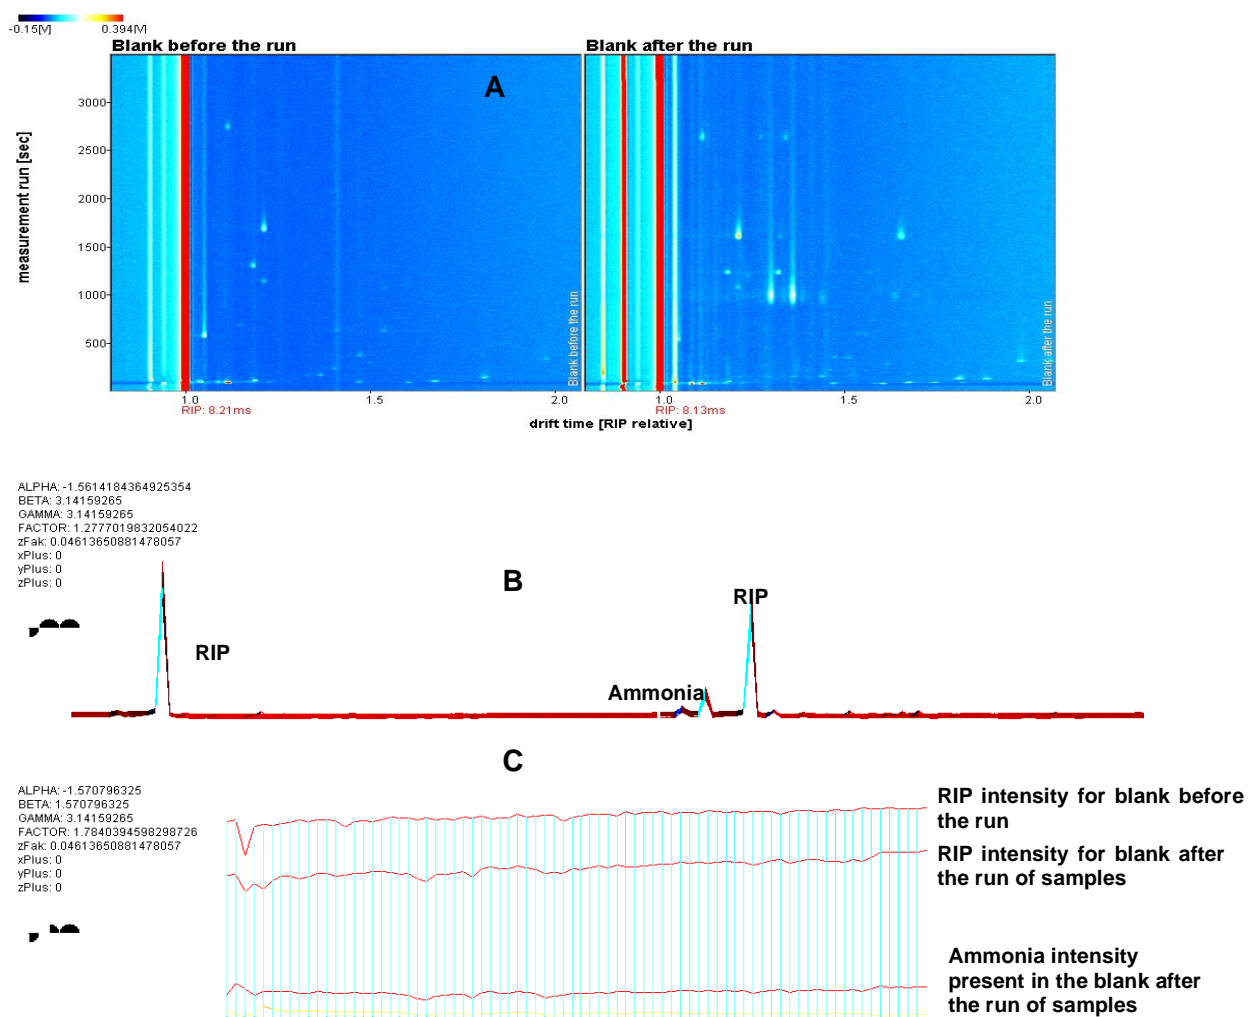 -0.15[V]
0.394[V]
Blank before the run
Blank after the run
A
measurement run [sec]
3000
2500
2000
1500
1000
500
Blank before the run
Blank after the run
1.0
1.5
2.0
1.0
1.5
2.0
RIP: 8.21ms
RIP: 8.13ms
drift time [RIP relative]
ALPHA: -1.5614184364925354
BETA: 3.14159265
GAMMA: 3.14159265
FACTOR: 1.2777019832054022
zFak: 0.04613650881478057
xPlus: 0
yPlus: 0
zPlus: 0
B
RIP
RIP
Ammonia
C
ALPHA: -1.570796325
BETA: 1.570796325
GAMMA: 3.14159265
FACTOR: 1.7840394598298726
zFak: 0.04613650881478057
xPlus: 0
yPlus: 0
zPlus: 0
RIP intensity for blank before
the run
RIP intensity for blank after
the run of samples
Ammonia intensity
present in the blank after
the run of samples